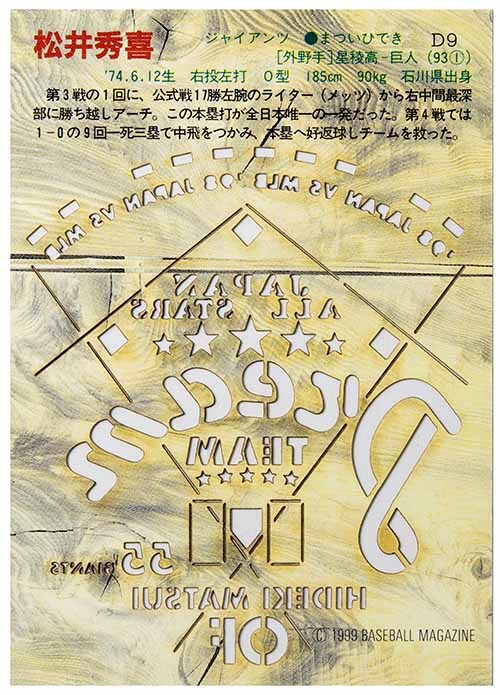 松井秀喜
ジャイアンツ ●まついひでき D9
[外野手]星稜高-巨人(93①)
'74.6.12生 右投左打 O型 185cm 90kg 石川県出身
第3戦の1回に、公式戦17勝左腕のライター(メッツ)から右中間最深
部に勝ち越しアーチ。この本塁打が全日本唯一の一発だった。第4戦では
1-0の9回一死三塁で中飛をつかみ、本塁へ好返球しチームを救った。
'98 JAPAN VS MLB '98 JAPAN VS MLB
JAPAN
ALL STARS
Dream
TEAM
55 GIANTS
HIDEKI MATSUI
OF
(C) 1999 BASEBALL MAGAZINE